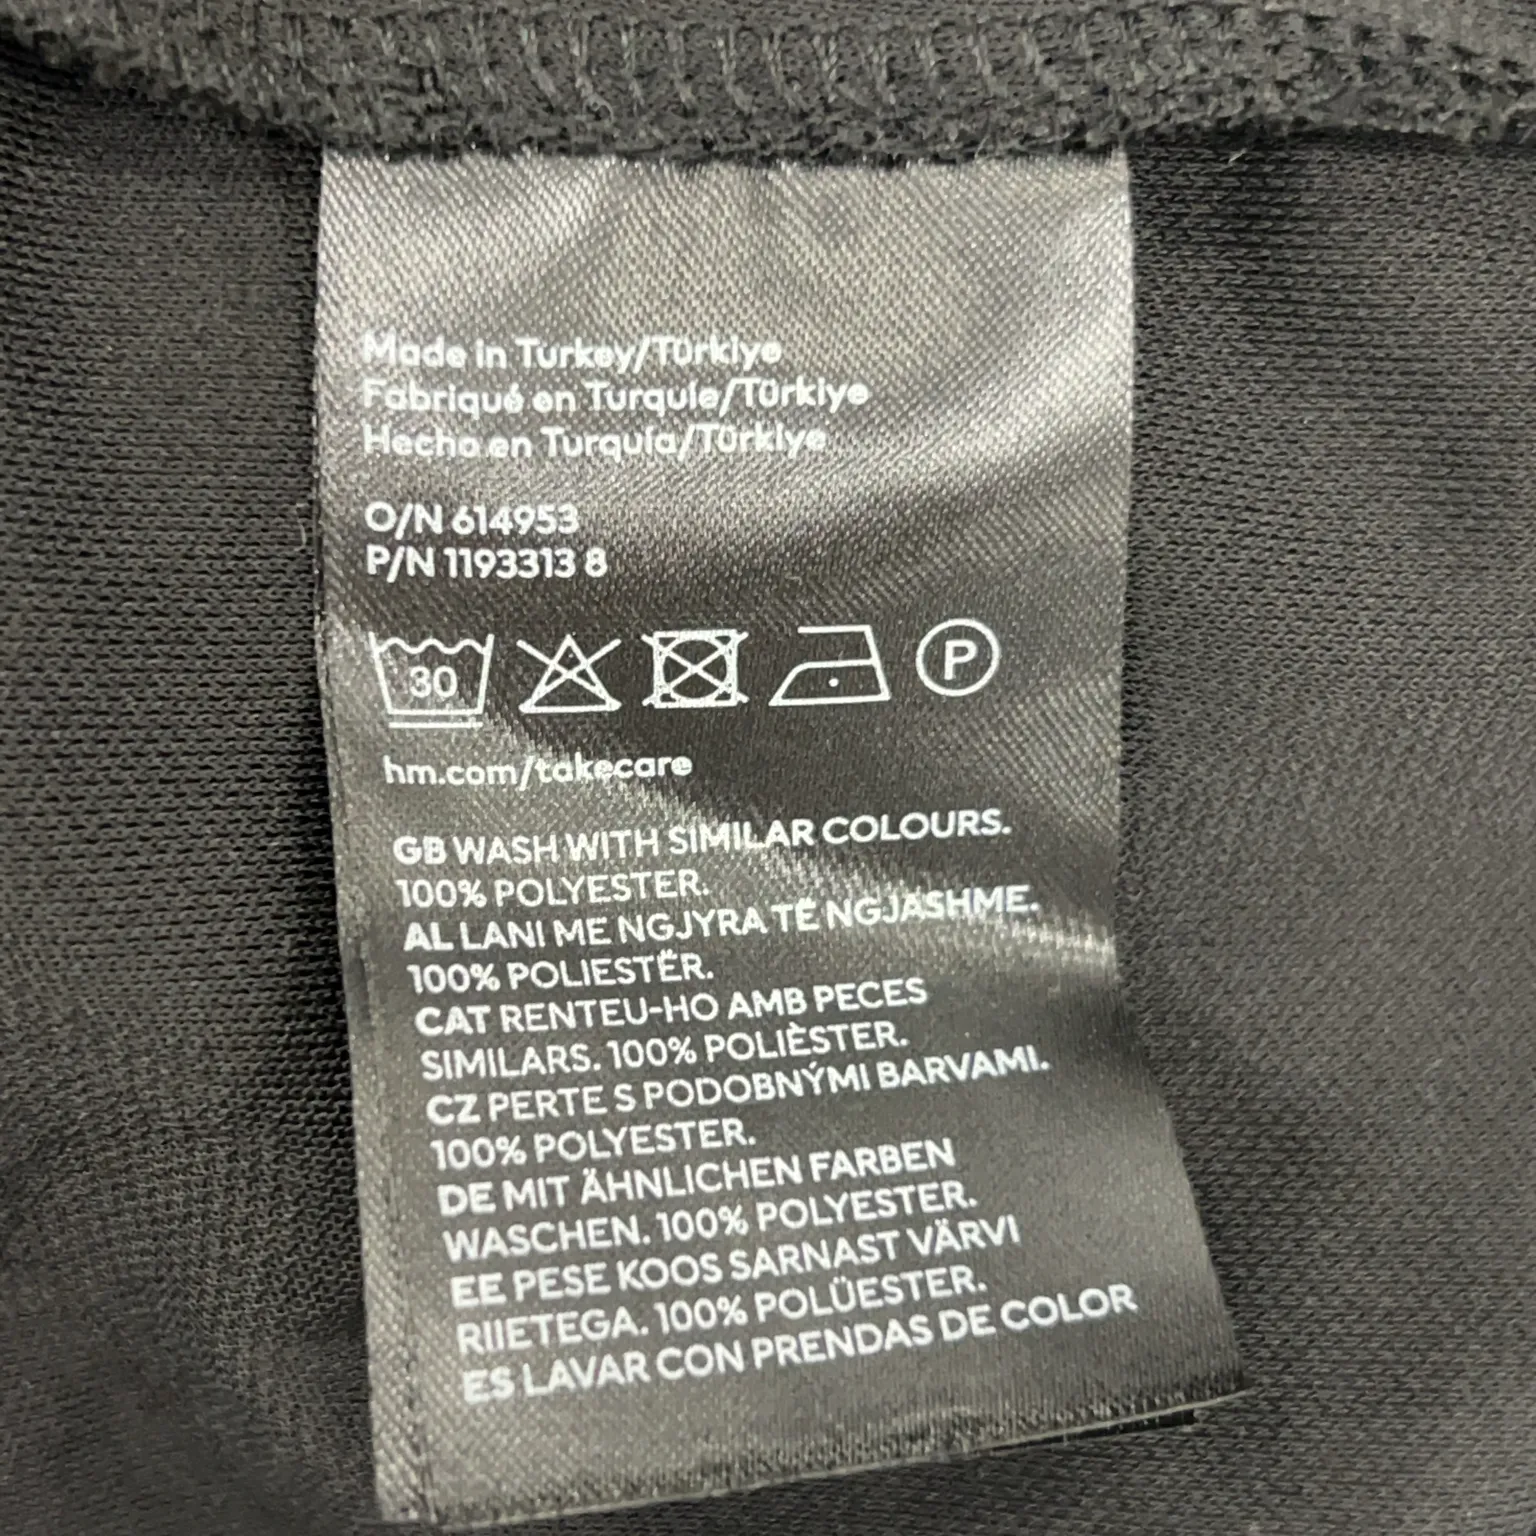 Made in Turkey/Türkiye
Fabriqué en Turquie/Türkiye
Hecho en Turquía/Türkiye
O/N 614953
P/N 1193313 8
30
P
hm.com/takecare
GB WASH WITH SIMILAR COLOURS.
100% POLYESTER.
AL LANI ME NGJYRA TË NGJASHME.
100% POLIESTËR.
CAT RENTEU-HO AMB PECES
SIMILARS. 100% POLIÈSTER.
CZ PERTE S PODOBNÝMI BARVAMI.
100% POLYESTER.
DE MIT ÄHNLICHEN FARBEN
WASCHEN. 100% POLYESTER.
EE PESE KOOS SARNAST VÄRVI
RIIETEGA. 100% POLÜESTER.
ES LAVAR CON PRENDAS DE COLOR